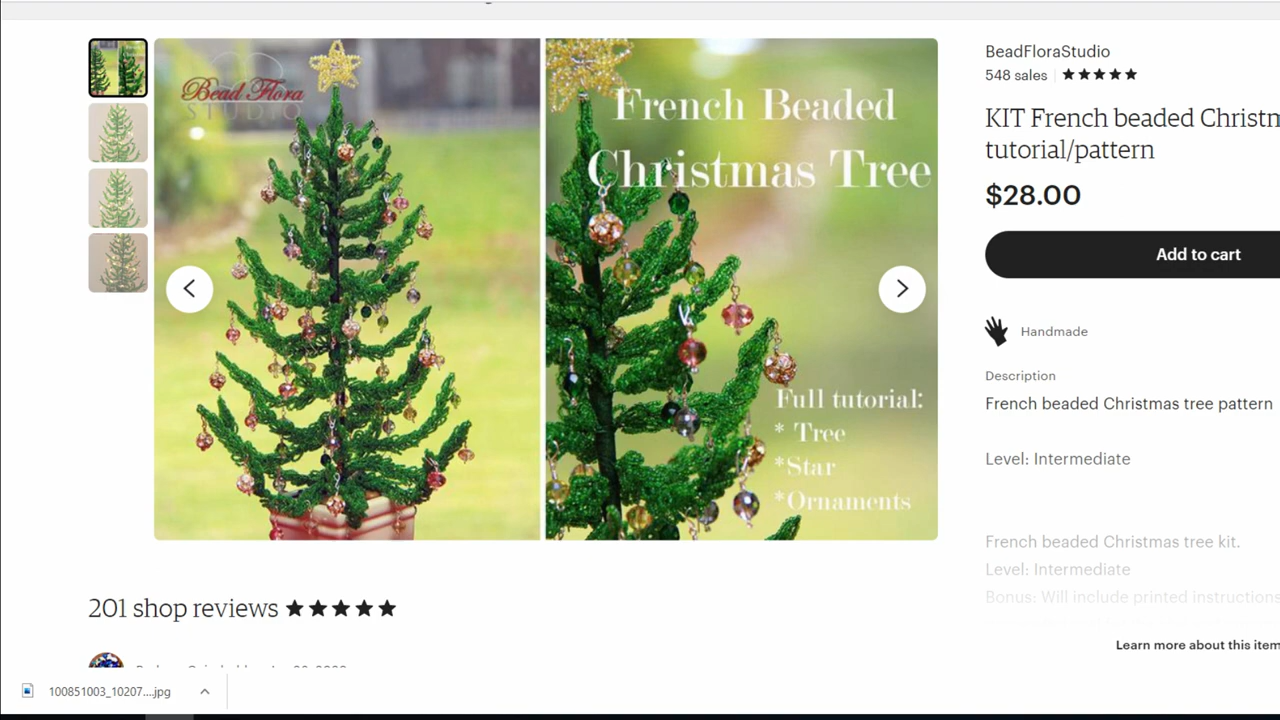 Bead Flora
STUDIO
French Beaded
Christmas Tree
Full tutorial:
* Tree
*Star
*Ornaments
BeadFloraStudio
548 sales
KIT French beaded Christm
tutorial/pattern
$28.00
Add to cart
Handmade
Description
French beaded Christmas tree pattern
Level: Intermediate
French beaded Christmas tree kit.
Level: Intermediate
Bonus: Will include printed instructions
Learn more about this item
201 shop reviews
100851003_10207....jpg